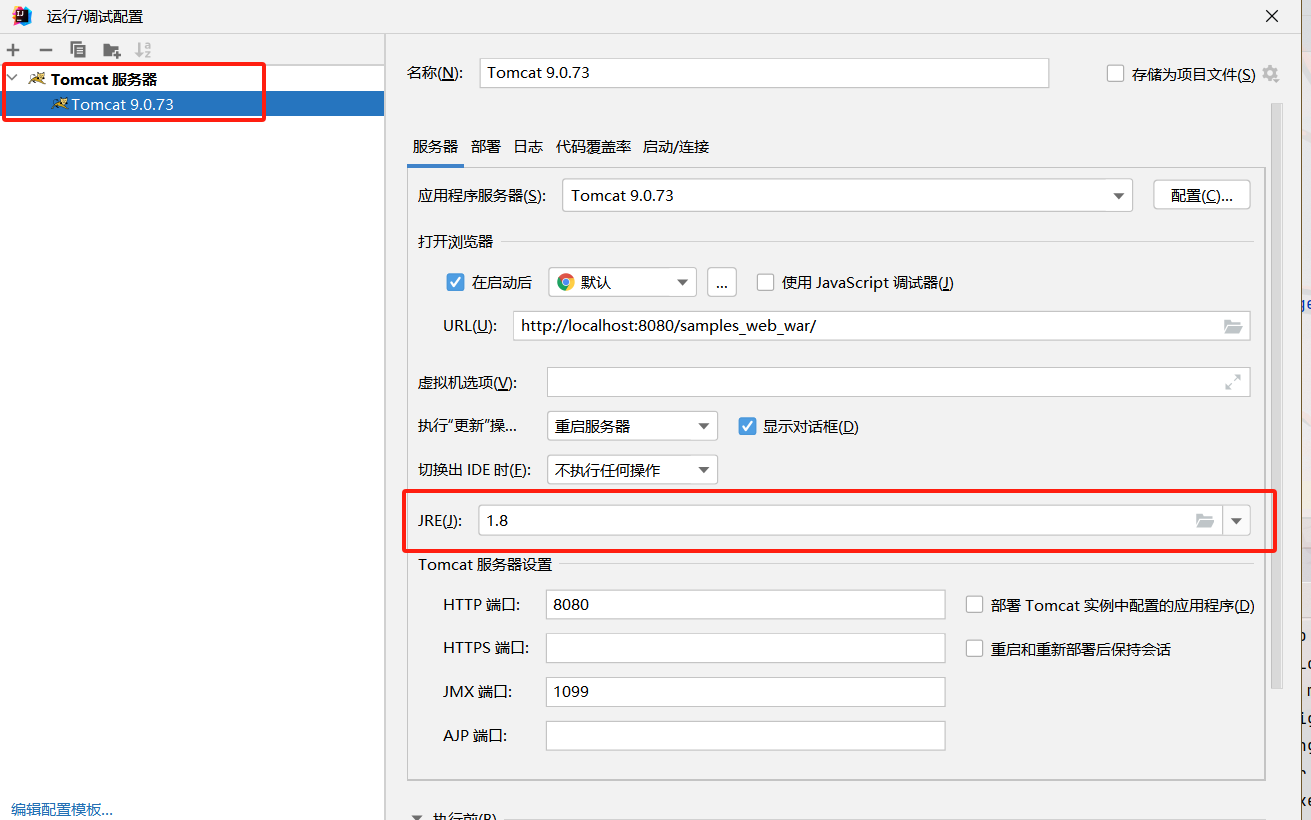 运行/调试配置
Tomcat 服务器
Tomcat 9.0.73
编辑配置模板...
名称(N): Tomcat 9.0.73 存储为项目文件(S)
服务器 部署 日志 代码覆盖率 启动/连接
应用程序服务器(S): Tomcat 9.0.73 配置(C)...
打开浏览器
在启动后 默认 ... 使用 JavaScript 调试器(J)
URL(U): http://localhost:8080/samples_web_war/
虚拟机选项(V):
执行“更新”操... 重启服务器 显示对话框(D)
切换出 IDE 时(F): 不执行任何操作
JRE(J): 1.8
Tomcat 服务器设置
HTTP 端口: 8080 部署 Tomcat 实例中配置的应用程序(D)
HTTPS 端口: 重启和重新部署后保持会话
JMX 端口: 1099
AJP 端口:
执行前(B)